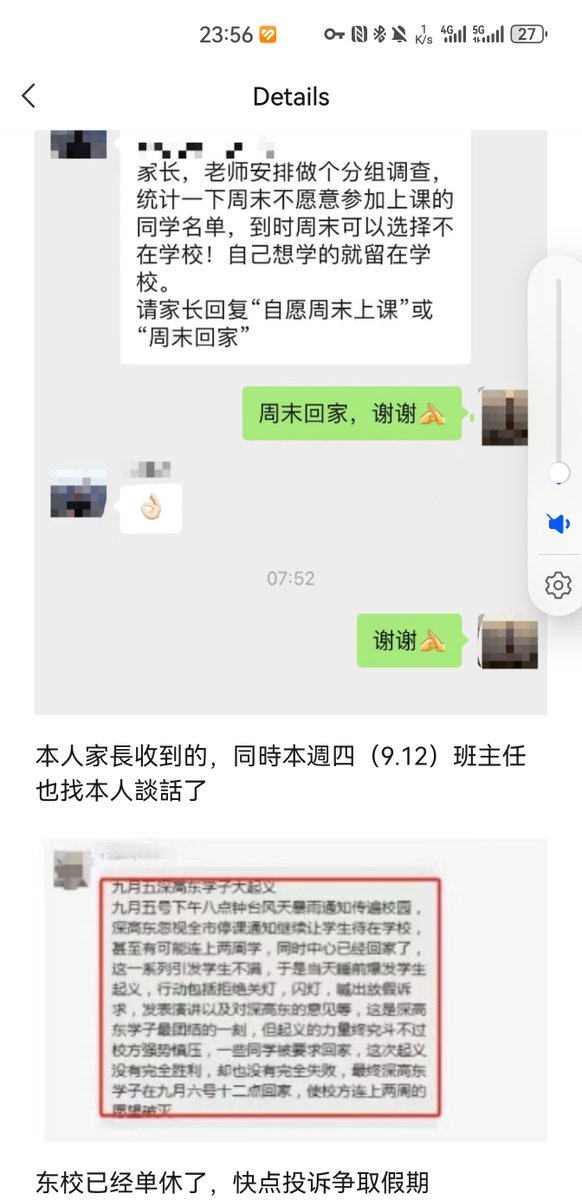 23:56
1
K/s
4G
5G
27
Details
家长，老师安排做个分组调查，
统计一下周末不愿意参加上课的
同学名单，到时周末可以选择不
在学校！自己想学的就留在学
校。
请家长回复“自愿周末上课”或
“周末回家”
周末回家，谢谢🙏🏻
👌🏻
07:52
谢谢🙏🏻
本人家長收到的，同時本週四（9.12）班主任
也找本人談話了
九月五深高东学子大起义
九月五号下午八点钟台风天暴雨通知传遍校园，
深高东忽视全市停课通知继续让学生待在学校，
甚至有可能连上两周学，同时中心已经回家了，
这一系列引发学生不满，于是当天睡前爆发学生
起义，行动包括拒绝关灯，闪灯，喊出放假诉
求，发表演讲以及对深高东的意见等，这是深高
东学子最团结的一刻，但起义的力量终究斗不过
校方强势慎压，一些同学被要求回家，这次起义
没有完全胜利，却也没有完全失败，最终深高东
学子在九月六号十二点回家，使校方连上两周的
愿望破灭
东校已经单休了，快点投诉争取假期